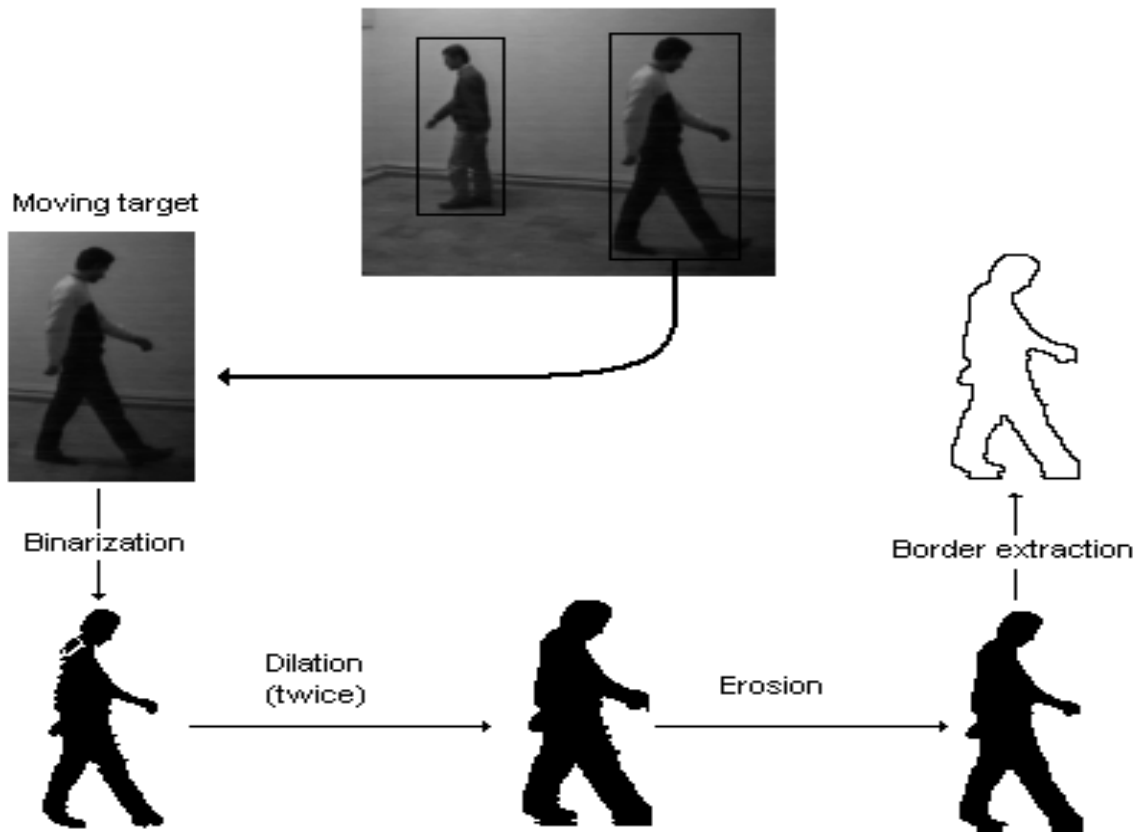 Moving target
Binarization
Dilation
(twice)
Erosion
Border extraction